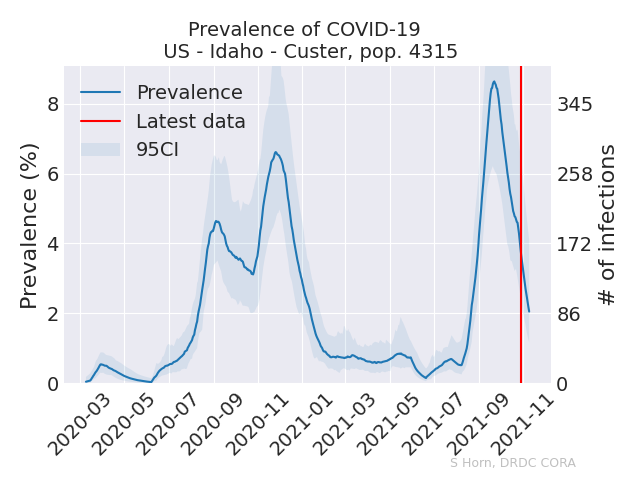 Prevalence of COVID-19
US - Idaho - Custer, pop. 4315
Prevalence
Latest data
95CI
Prevalence (%)
8
6
4
2
0
# of infections
345
258
172
86
0
2020-03
2020-05
2020-07
2020-09
2020-11
2021-01
2021-03
2021-05
2021-07
2021-09
2021-11
S Horn, DRDC CORA